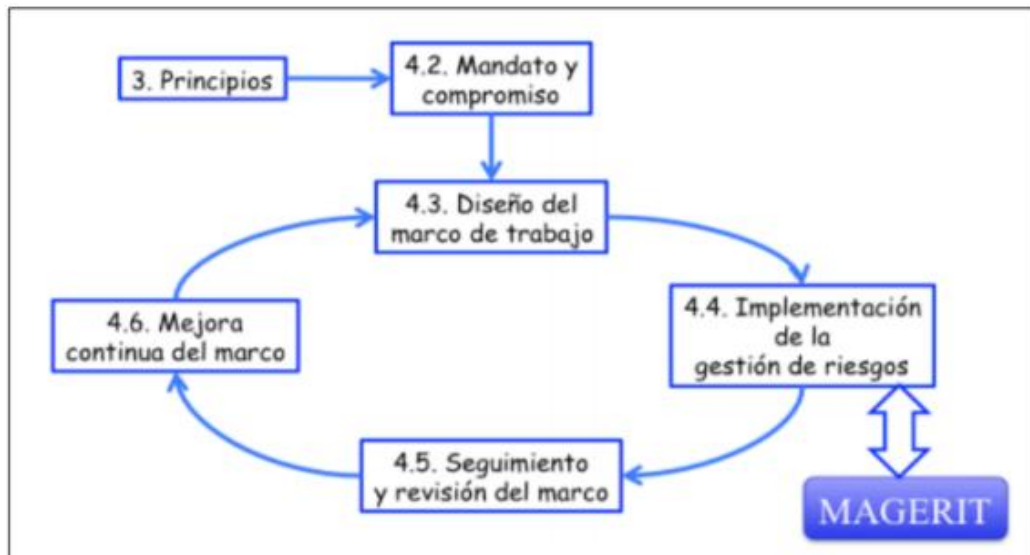 3. Principios
4.2. Mandato y
compromiso
4.3. Diseño del
marco de trabajo
4.4. Implementación
de la
gestión de riesgos
4.5. Seguimiento
y revisión del marco
4.6. Mejora
continua del marco
MAGERIT